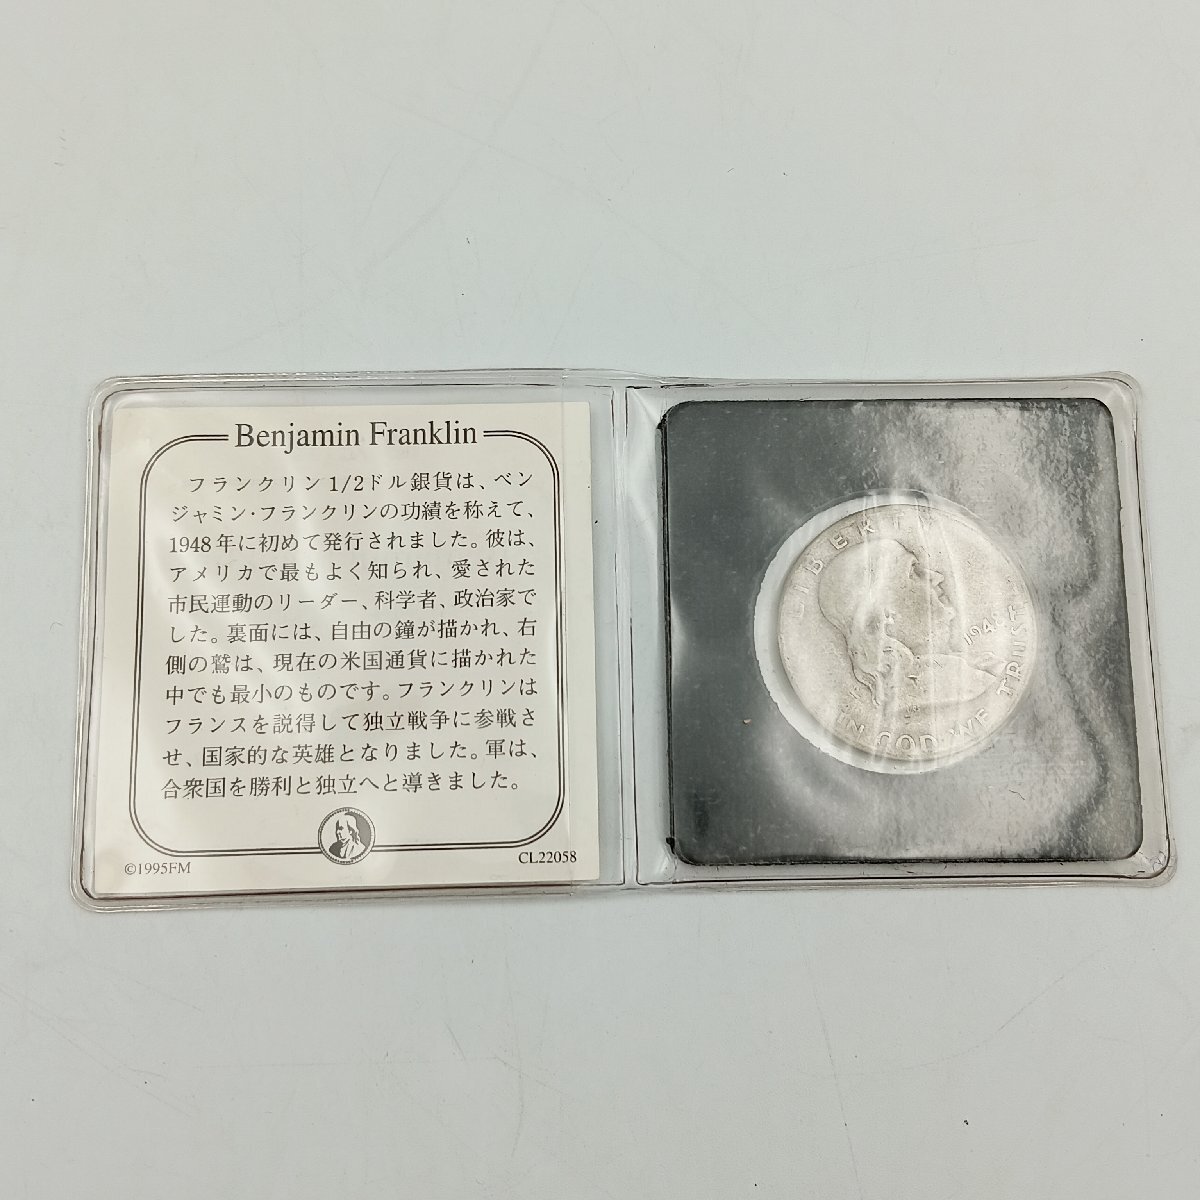 Benjamin Franklin
フランクリン1/2ドル銀貨は、ベン
ジャミン・フランクリンの功績を称えて、
1948年に初めて発行されました。彼は、
アメリカで最もよく知られ、愛された
市民運動のリーダー、科学者、政治家で
した。裏面には、自由の鐘が描かれ、右
側の鷲は、現在の米国通貨に描かれた
中でも最小のものです。フランクリンは
フランスを説得して独立戦争に参戦さ
せ、国家的な英雄となりました。軍は、
合衆国を勝利と独立へと導きました。
©1995FM
CL22058
LIBERTY
IN GOD WE TRUST